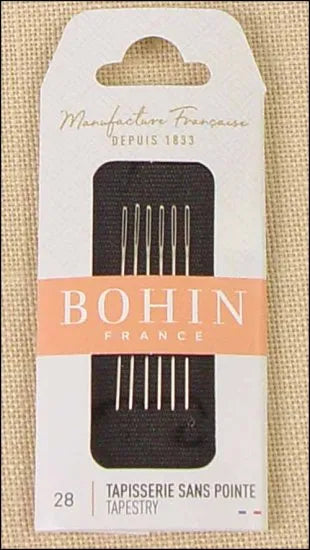 Manufacture Française
DEPUIS 1833
BOHIN
FRANCE
28
TAPISSERIE SANS POINTE
TAPESTRY